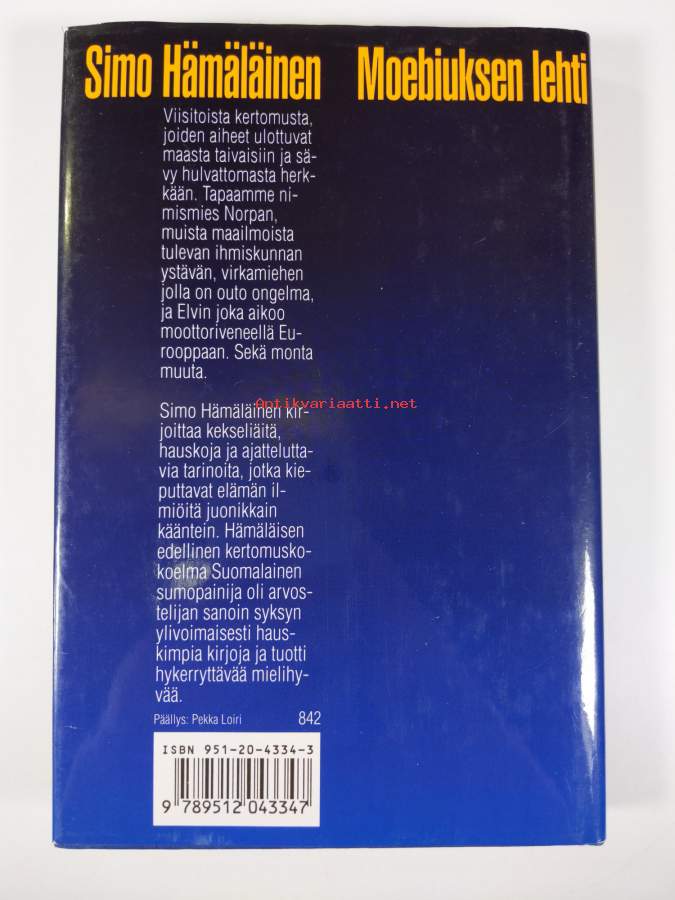 Simo Hämäläinen Moebiuksen lehti
Viisitoista kertomusta,
joiden aiheet ulottuvat
maasta taivaisiin ja sä-
vy hulvattomasta herk-
kään. Tapaamme ni-
mismies Norpan,
muista maailmoista
tulevan ihmiskunnan
ystävän, virkamiehen
jolla on outo ongelma,
ja Elvin joka aikoo
moottoriveneellä Eu-
rooppaan. Sekä monta
muuta.
Antikvariaatti.net
Simo Hämäläinen kir-
joittaa kekseliäitä,
hauskoja ja ajattelutta-
via tarinoita, jotka kie-
puttavat elämän il-
miöitä juonikkain
kääntein. Hämäläisen
edellinen kertomusko-
koelma Suomalainen
sumopainija oli arvos-
telijan sanoin syksyn
ylivoimaisesti haus-
kimpia kirjoja ja tuotti
hykerryttävää mielihy-
vää.
Päällys: Pekka Loiri 842
ISBN 951-20-4334-3
9 789512 043347